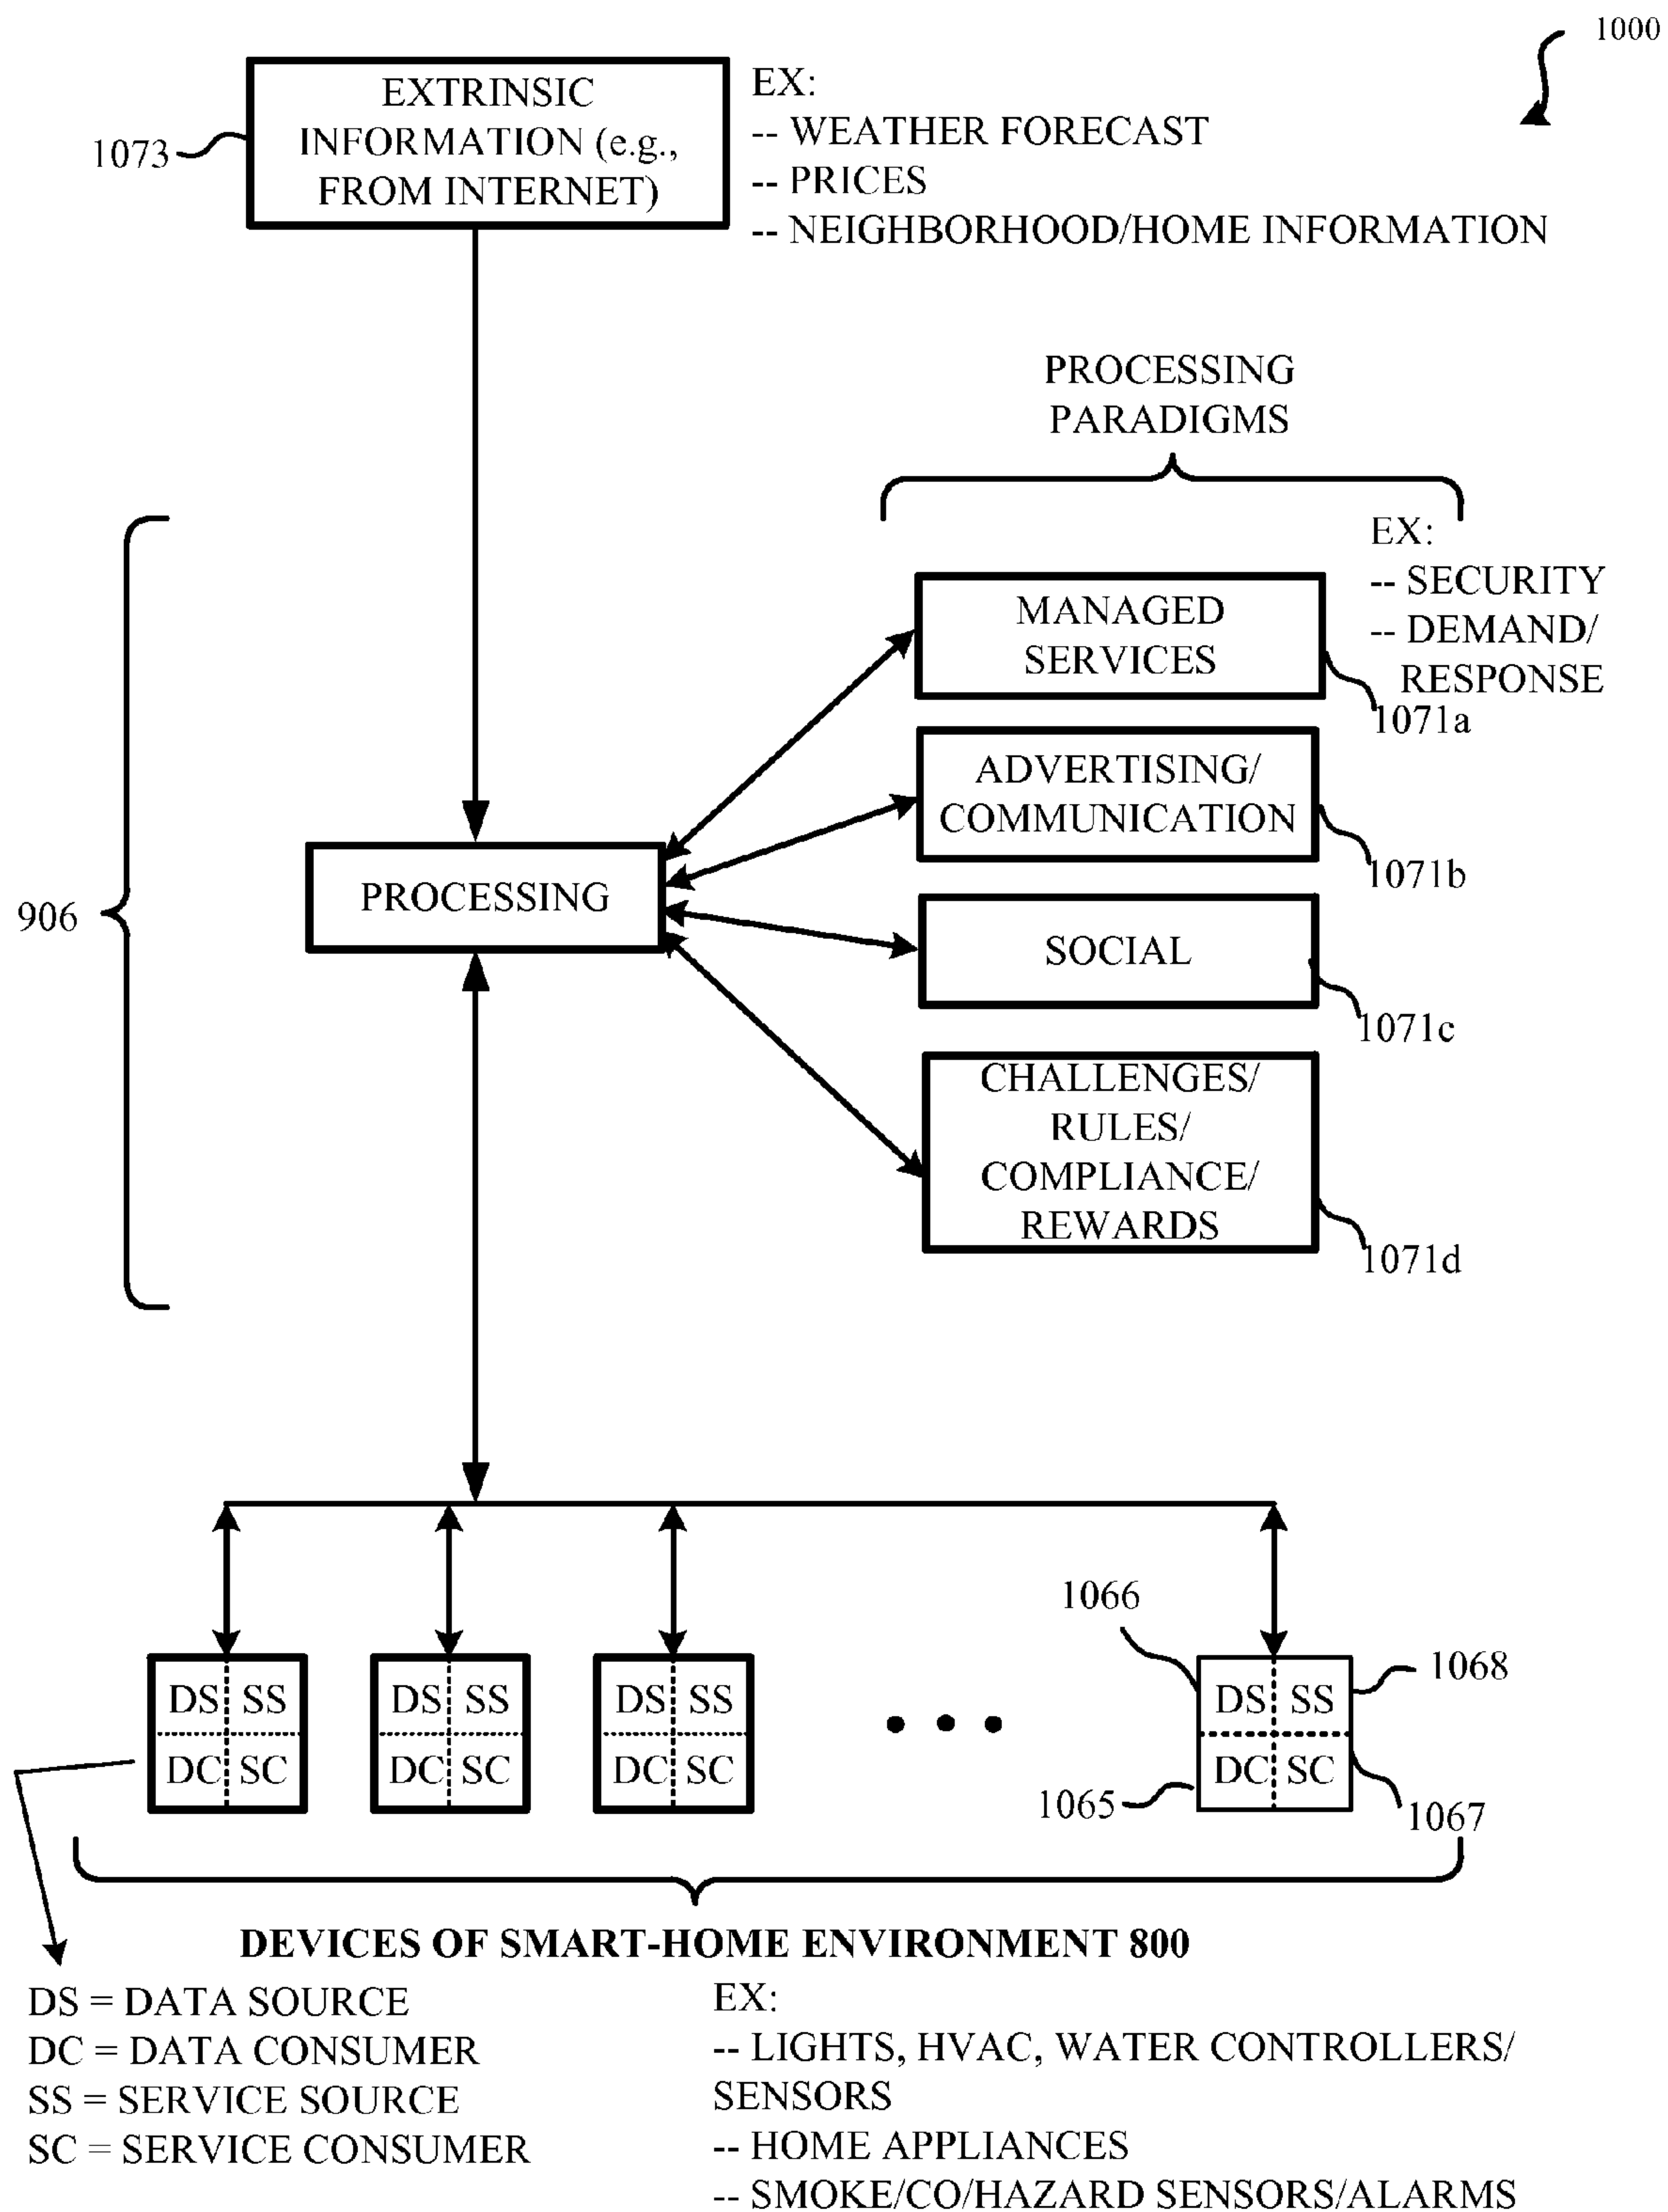 1000
EXTRINSIC
INFORMATION (e.g.,
FROM INTERNET)
1073
EX:
-- WEATHER FORECAST
-- PRICES
-- NEIGHBORHOOD/HOME INFORMATION
PROCESSING
PARADIGMS
EX:
-- SECURITY
-- DEMAND/
RESPONSE
MANAGED
SERVICES
1071a
ADVERTISING/
COMMUNICATION
1071b
PROCESSING
906
SOCIAL
1071c
CHALLENGES/
RULES/
COMPLIANCE/
REWARDS
1071d
1066
1068
DS SS
DC SC
DS SS
DC SC
DS SS
DC SC
DS SS
DC SC
1065
1067
DEVICES OF SMART-HOME ENVIRONMENT 800
DS = DATA SOURCE
DC = DATA CONSUMER
SS = SERVICE SOURCE
SC = SERVICE CONSUMER
EX:
-- LIGHTS, HVAC, WATER CONTROLLERS/
SENSORS
-- HOME APPLIANCES
-- SMOKE/CO/HAZARD SENSORS/ALARMS